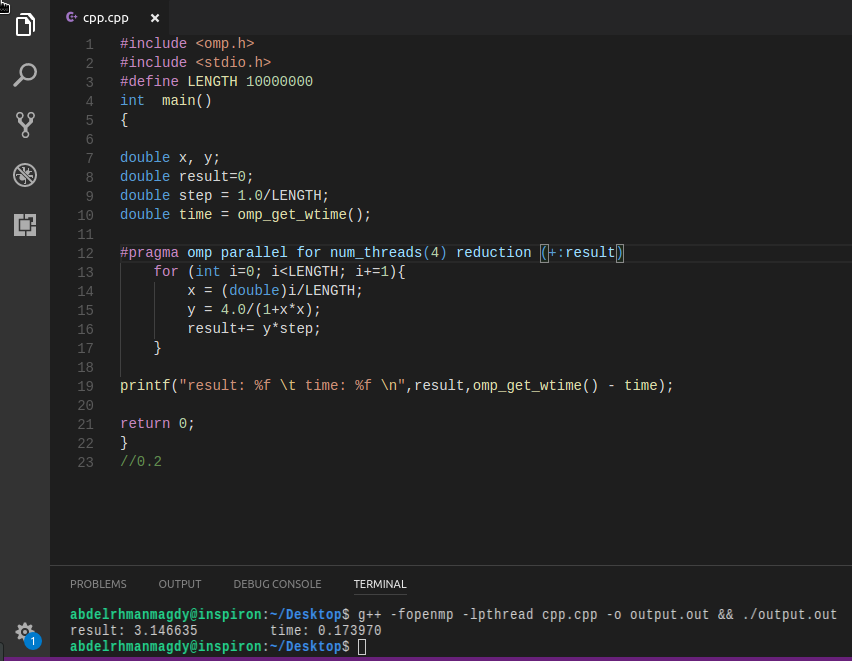 cpp.cpp
1 #include <omp.h>
2 #include <stdio.h>
3 #define LENGTH 10000000
4 int  main()
5 {
6
7 double x, y;
8 double result=0;
9 double step = 1.0/LENGTH;
10 double time = omp_get_wtime();
11
12 #pragma omp parallel for num_threads(4) reduction (+:result)
13     for (int i=0; i<LENGTH; i+=1){
14         x = (double)i/LENGTH;
15         y = 4.0/(1+x*x);
16         result+= y*step;
17     }
18
19 printf("result: %f \t time: %f \n",result,omp_get_wtime() - time);
20
21 return 0;
22 }
23 //0.2
PROBLEMS OUTPUT DEBUG CONSOLE TERMINAL
abdelrhmanmagdy@inspiron:~/Desktop$ g++ -fopenmp -lpthread cpp.cpp -o output.out && ./output.out
result: 3.146635         time: 0.173970
abdelrhmanmagdy@inspiron:~/Desktop$
1